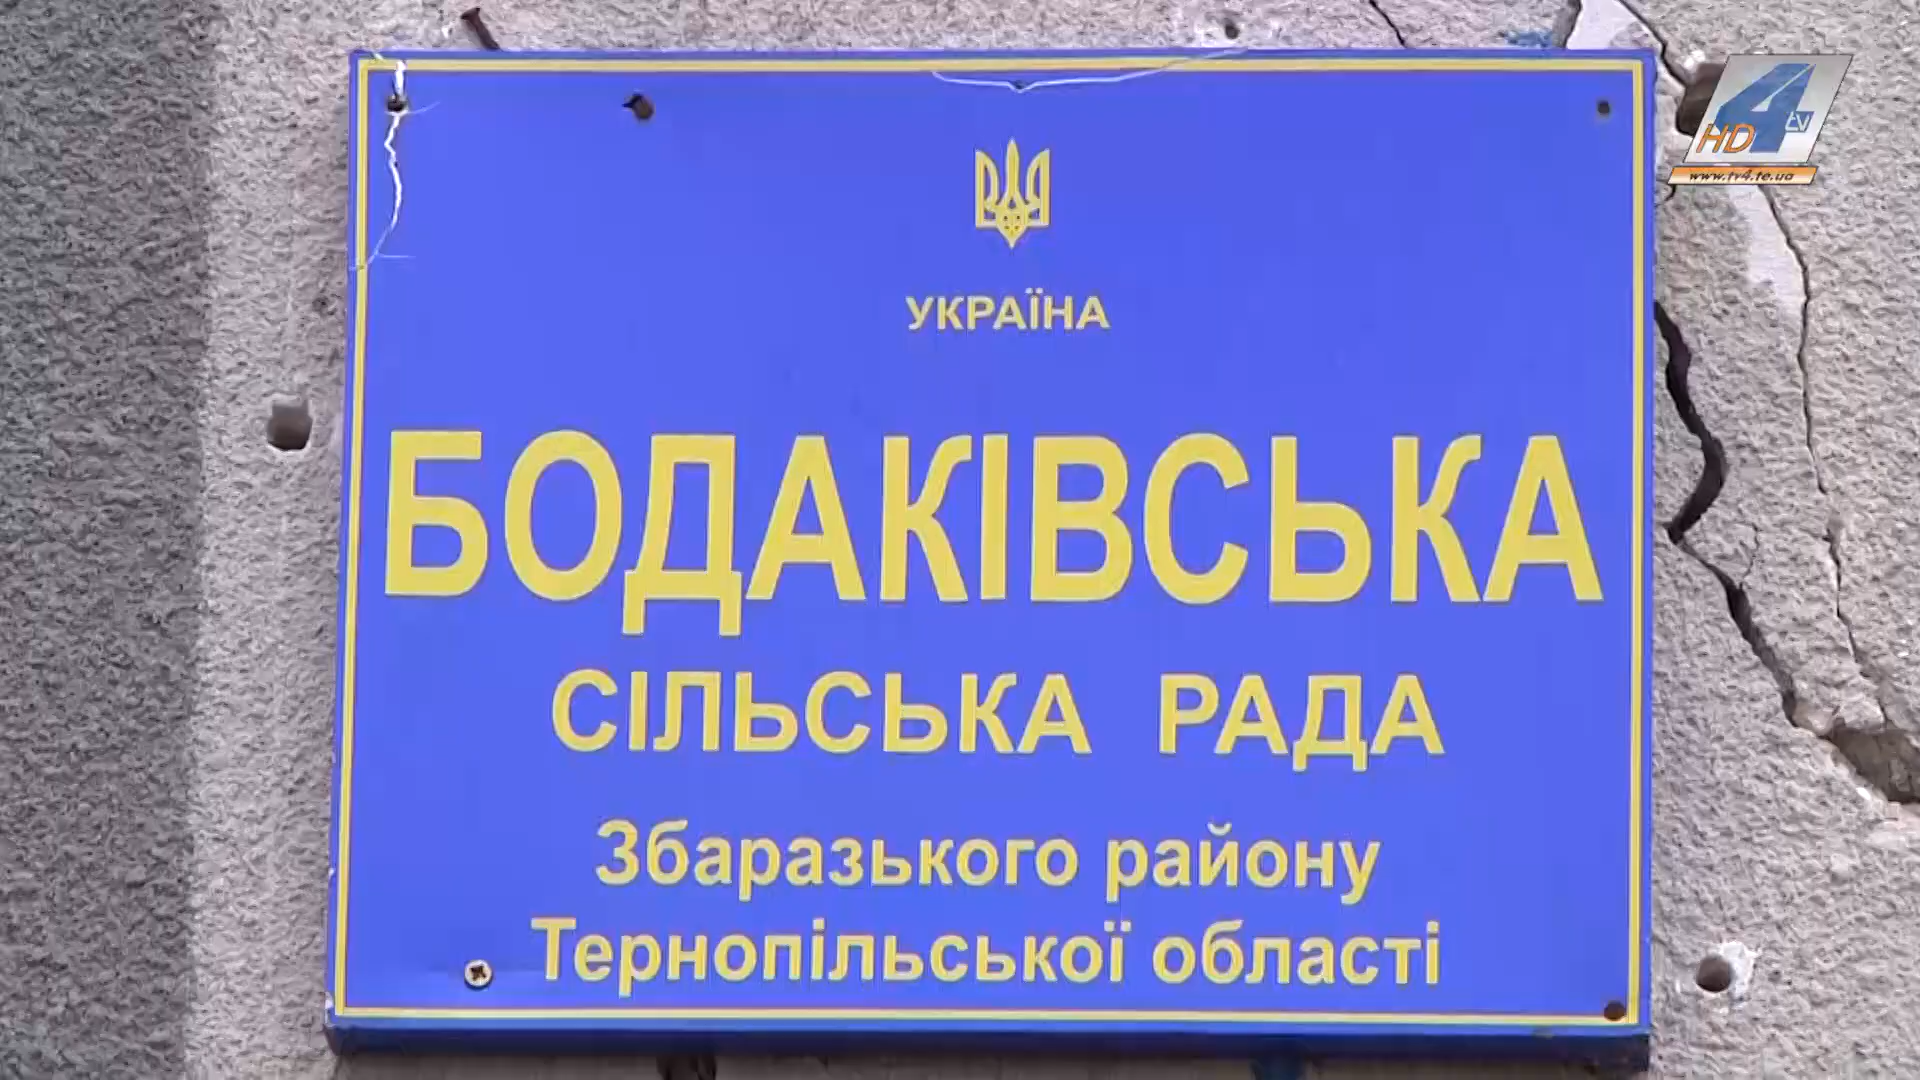 УКРАЇНА
БОДАКІВСЬКА
СІЛЬСЬКА РАДА
Збаразького району
Тернопільської області
4 tv
HD
www.tv4.te.ua